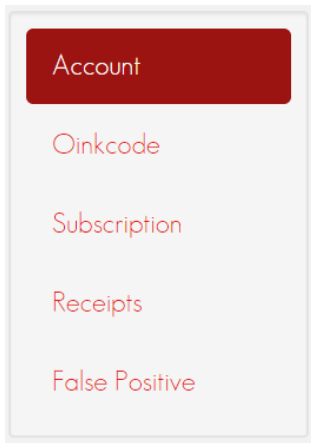 Account
Oinkcode
Subscription
Receipts
False Positive